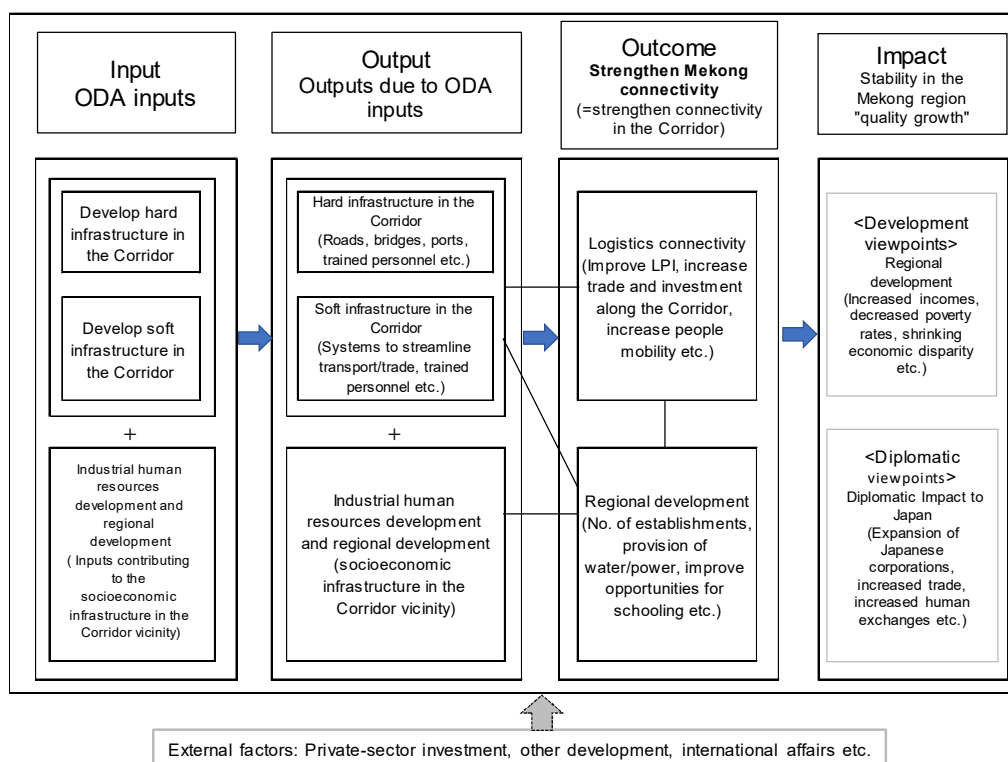 Input
ODA inputs
Output
Outputs due to ODA
inputs
Outcome
Strengthen Mekong
connectivity
(=strengthen connectivity
in the Corridor)
Impact
Stability in the
Mekong region
"quality growth"
Develop hard
infrastructure in
the Corridor
Develop soft
infrastructure in
the Corridor
+
Industrial human
resources
development and
regional
development
( Inputs contributing
to the
socioeconomic
infrastructure in the
Corridor vicinity)
Hard infrastructure in the
Corridor
(Roads, bridges, ports,
trained personnel etc.)
Soft infrastructure in the
Corridor
(Systems to streamline
transport/trade, trained
personnel etc.)
+
Industrial human
resources development
and regional development
(socioeconomic
infrastructure in the
Corridor vicinity)
Logistics connectivity
(Improve LPI, increase
trade and investment
along the Corridor,
increase people
mobility etc.)
Regional development
(No. of establishments,
provision of
water/power, improve
opportunities for
schooling etc.)
<Development
viewpoints>
Regional
development
(Increased incomes,
decreased poverty
rates, shrinking
economic disparity
etc.)
<Diplomatic
viewpoints>
Diplomatic Impact to
Japan
(Expansion of
Japanese
corporations,
increased trade,
increased human
exchanges etc.)
External factors: Private-sector investment, other development, international affairs etc.